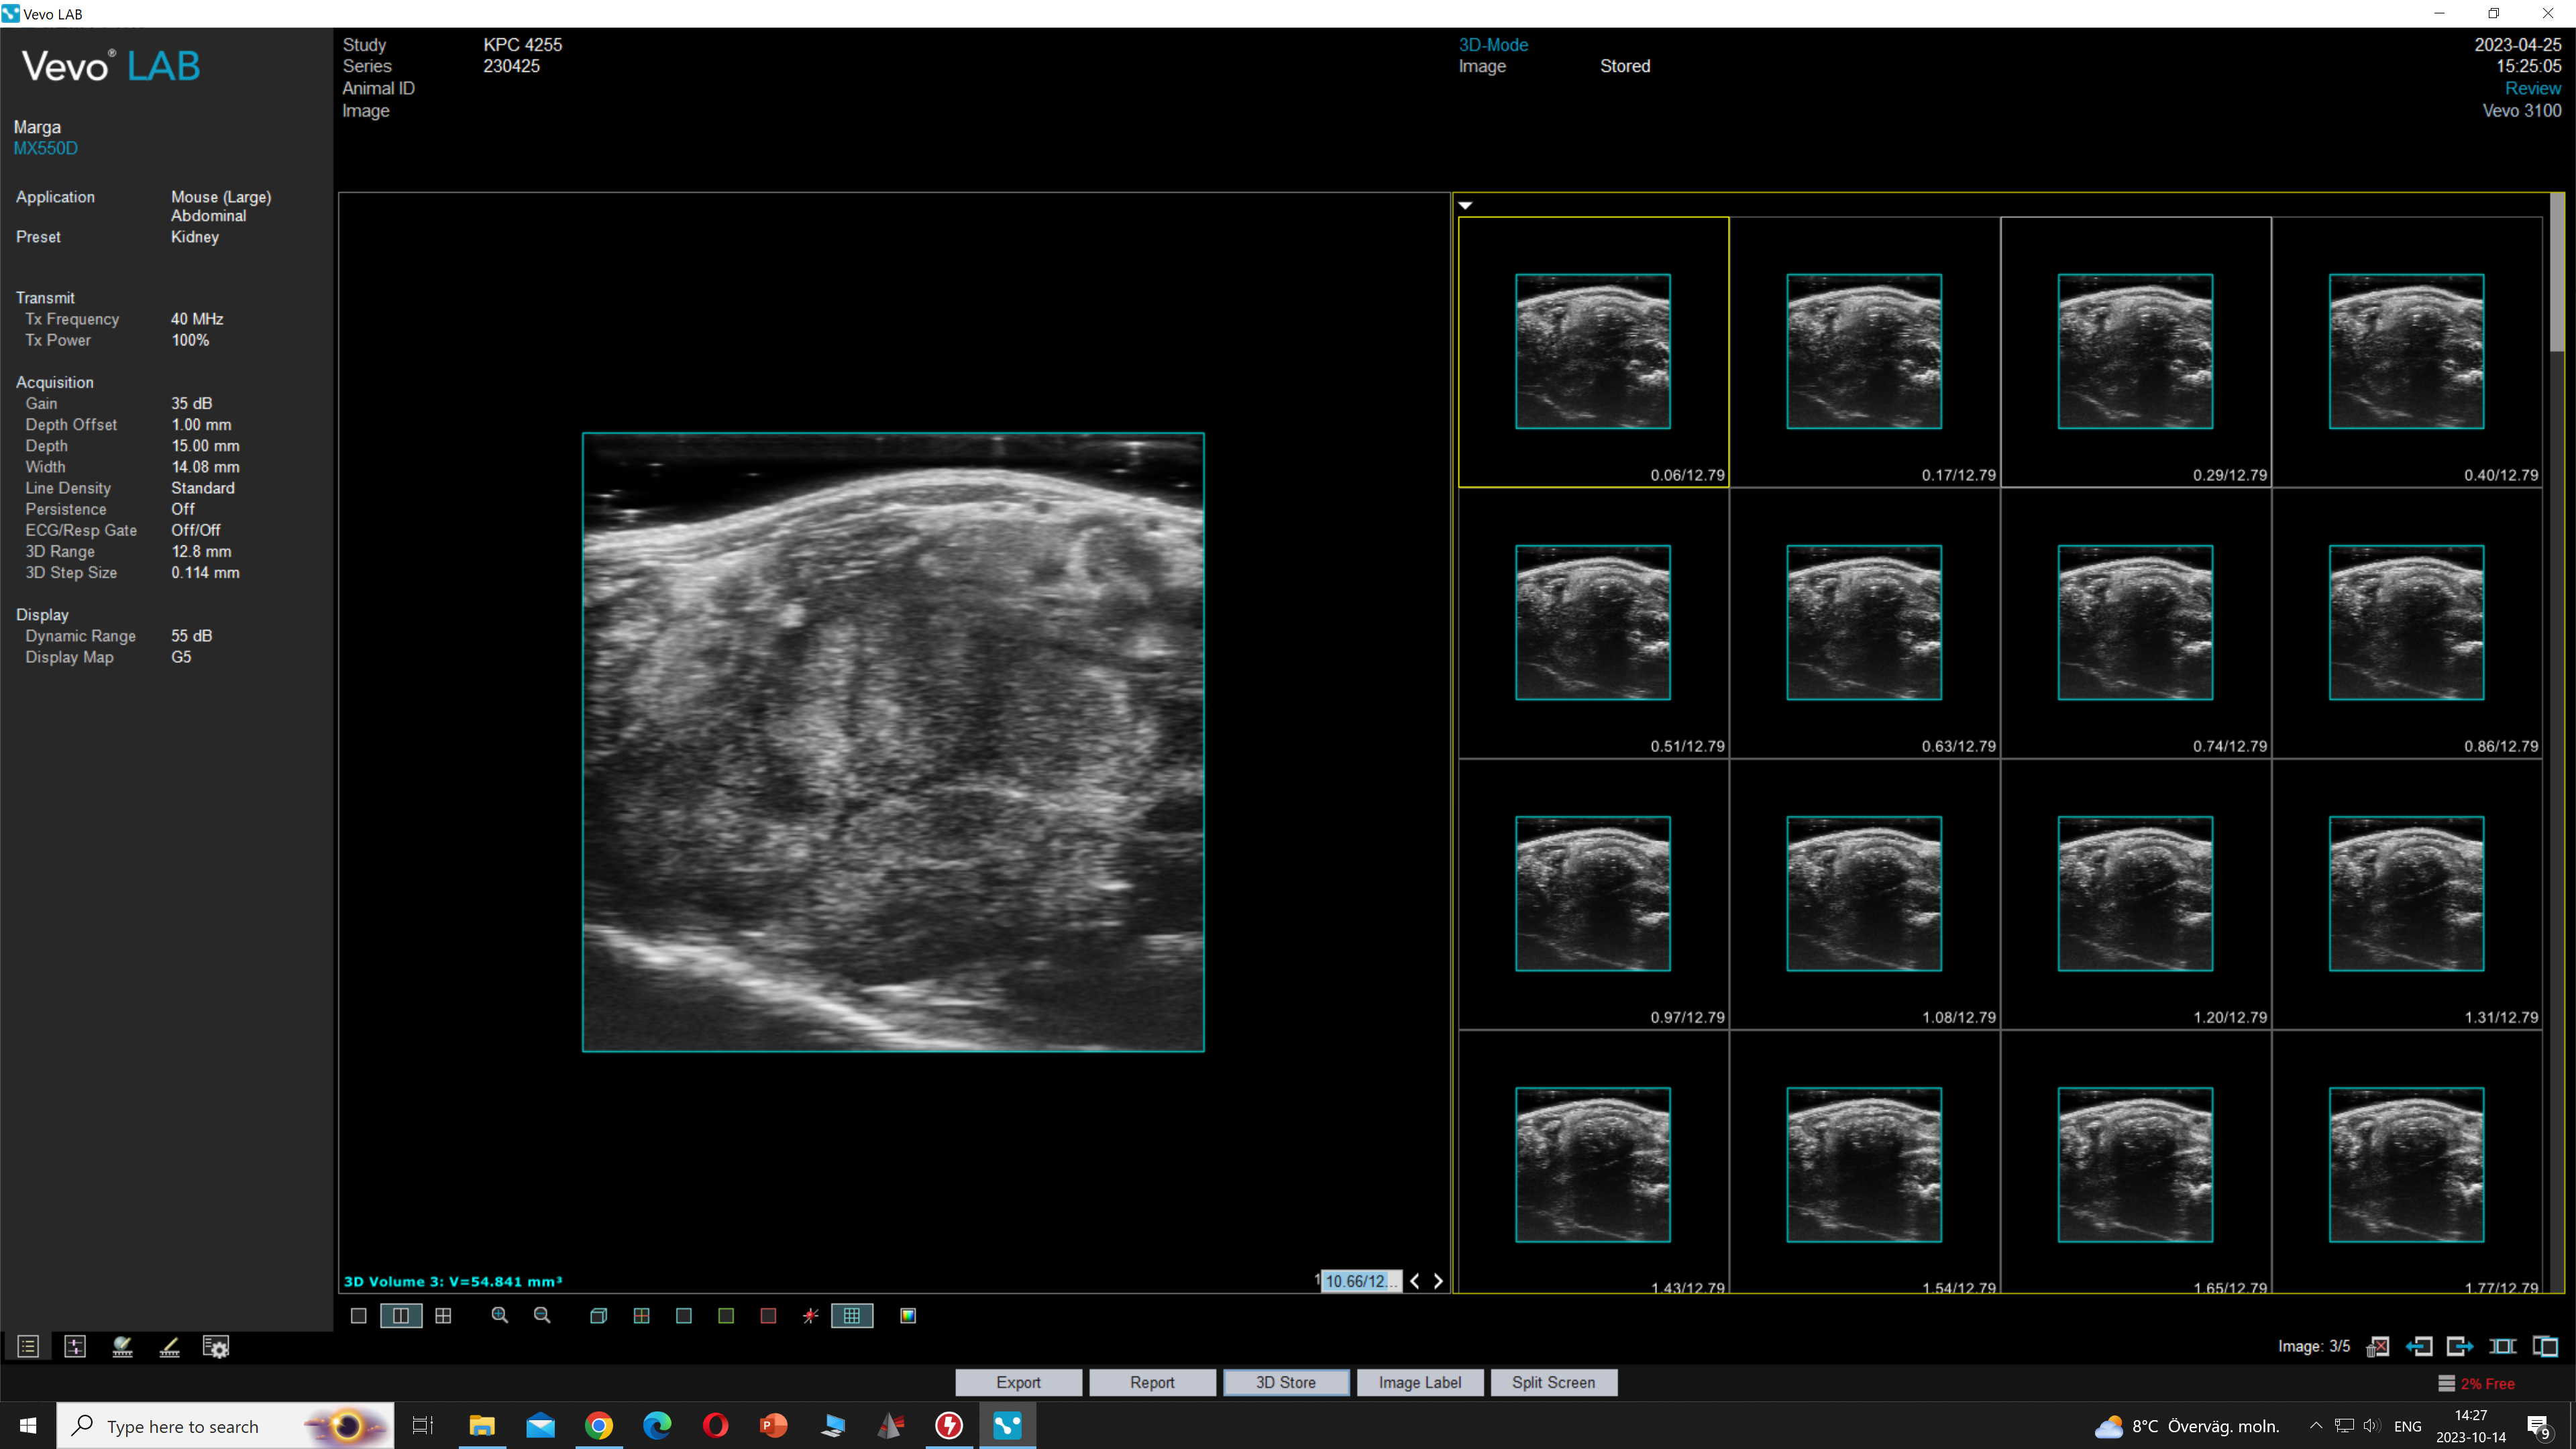 Vevo LAB
Vevo® LAB
Marga
MX550D
Application Mouse (Large)
Abdominal
Preset Kidney
Transmit
Tx Frequency 40 MHz
Tx Power 100%
Acquisition
Gain 35 dB
Depth Offset 1.00 mm
Depth 15.00 mm
Width 14.08 mm
Line Density Standard
Persistence Off
ECG/Resp Gate Off/Off
3D Range 12.8 mm
3D Step Size 0.114 mm
Display
Dynamic Range 55 dB
Display Map G5
Study KPC 4255
Series 230425
Animal ID
Image
3D-Mode
Image Stored
2023-04-25
15:25:05
Review
Vevo 3100
0.06/12.79 0.17/12.79 0.29/12.79 0.40/12.79
0.51/12.79 0.63/12.79 0.74/12.79 0.86/12.79
0.97/12.79 1.08/12.79 1.20/12.79 1.31/12.79
1.43/12.79 1.54/12.79 1.65/12.79 1.77/12.79
3D Volume 3: V=54.841 mm³
1 10.66/12...
Image: 3/5
Export Report 3D Store Image Label Split Screen
2% Free
Type here to search
8°C Överväg. moln.
ENG
14:27
2023-10-14
9